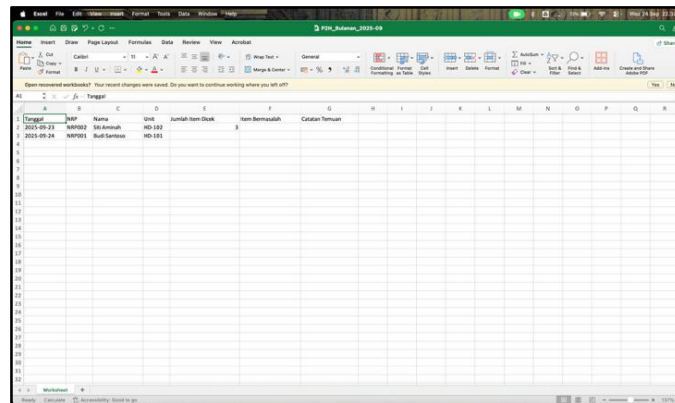 Excel File Edit View Insert Format Tools Data Window Help
P2H_Bulanan_2025-09
Home Insert Draw Page Layout Formulas Data Review View Acrobat
Paste Cut Copy Format
Calibri 11
Wrap Text
Merge & Center
General
Conditional Formatting Format as Table Cell Styles
Insert Delete Format
AutoSum Fill Clear
Sort & Filter Find & Select
Add-ins
Create and Share Adobe PDF
Open recovered workbooks? Your recent changes were saved. Do you want to continue working where you left off? Yes
A1 fx Tanggal
A B C D E F G H I J K L M N O P Q R
1 Tanggal NRP Nama Unit Jumlah Item Dicek Item Bermasalah Catatan Temuan
2 2025-09-23 NRP002 Siti Aminah HD-102 3
3 2025-09-24 NRP001 Budi Santoso HD-101
4
5
6
7
8
9
10
11
12
13
14
15
16
17
18
19
20
21
22
23
24
25
26
27
28
29
30
31
32
Worksheet +
Ready Calculate Accessibility: Good to go